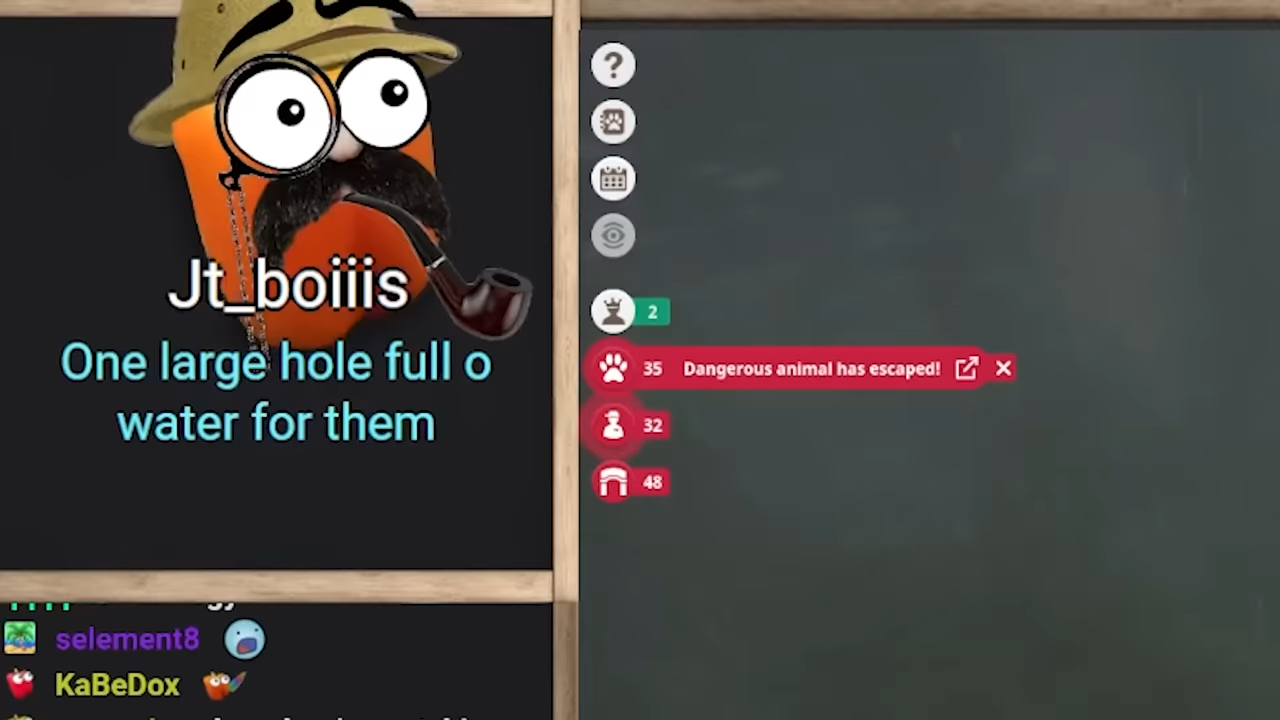 Jt_boiiis
One large hole full o
water for them
selement8
KaBeDox
?
2
35 Dangerous animal has escaped!
32
48